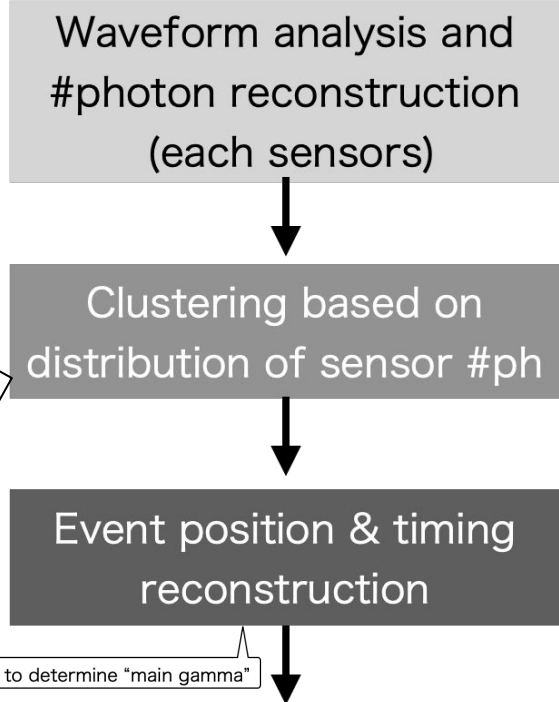 Waveform analysis and
#photon reconstruction
(each sensors)
Clustering based on
distribution of sensor #ph
Event position & timing
reconstruction
to determine “main gamma”